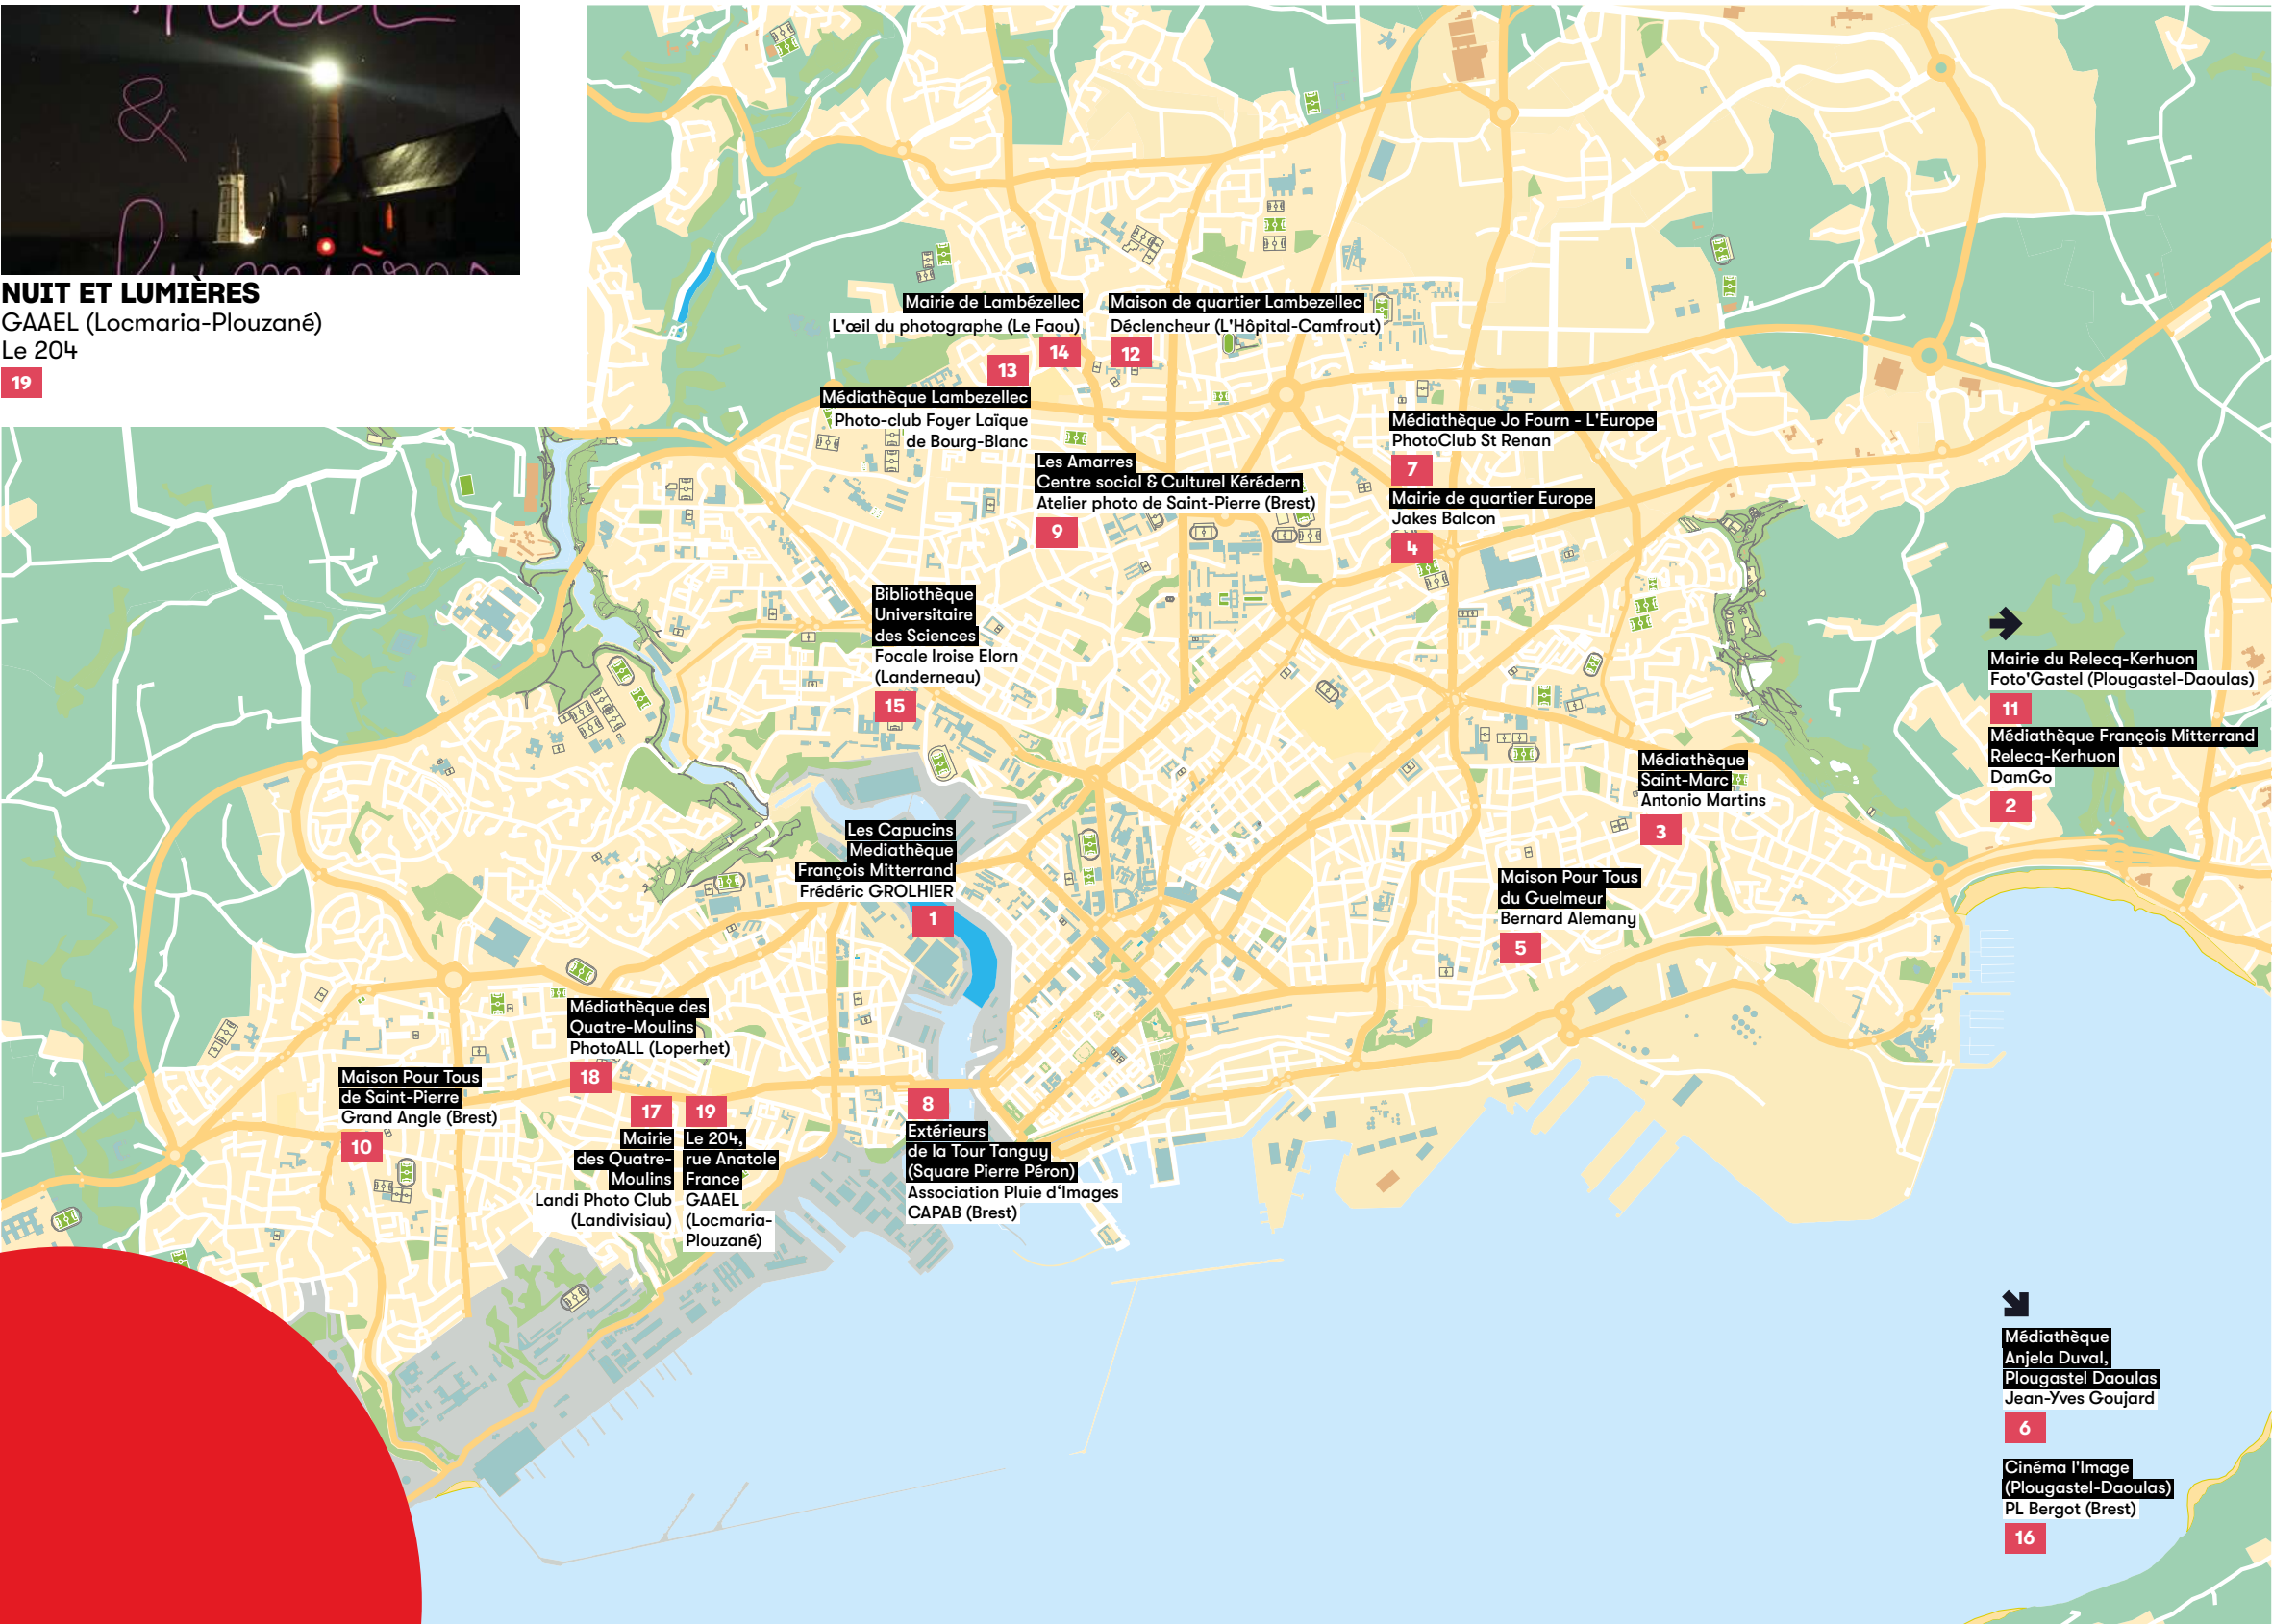 Nuit
&
Lumières
NUIT ET LUMIÈRES
GAAEL (Locmaria-Plouzané)
Le 204
19
Mairie de Lambézellec
L'œil du photographe (Le Faou)
14
Maison de quartier Lambezellec
Déclencheur (L'Hôpital-Camfrout)
12
13
Médiathèque Lambezellec
Photo-club Foyer Laïque
de Bourg-Blanc
Médiathèque Jo Fourn - L'Europe
PhotoClub St Renan
7
Les Amarres
Centre social & Culturel Kérédern
Atelier photo de Saint-Pierre (Brest)
9
Mairie de quartier Europe
Jakes Balcon
4
Bibliothèque
Universitaire
des Sciences
Focale Iroise Elorn
(Landerneau)
15
Mairie du Relecq-Kerhuon
Foto'Gastel (Plougastel-Daoulas)
11
Médiathèque François Mitterrand
Relecq-Kerhuon
DamGo
2
Médiathèque
Saint-Marc
Antonio Martins
3
Les Capucins
Mediathèque
François Mitterrand
Frédéric GROLHIER
1
Maison Pour Tous
du Guelmeur
Bernard Alemany
5
Médiathèque des
Quatre-Moulins
PhotoALL (Loperhet)
18
Maison Pour Tous
de Saint-Pierre
Grand Angle (Brest)
10
17
Mairie
des Quatre-
Moulins
Landi Photo Club
(Landivisiau)
19
Le 204,
rue Anatole
France
GAAEL
(Locmaria-
Plouzané)
8
Extérieurs
de la Tour Tanguy
(Square Pierre Péron)
Association Pluie d‘Images
CAPAB (Brest)
Médiathèque
Anjela Duval,
Plougastel Daoulas
Jean-Yves Goujard
6
Cinéma l'Image
(Plougastel-Daoulas)
PL Bergot (Brest)
16